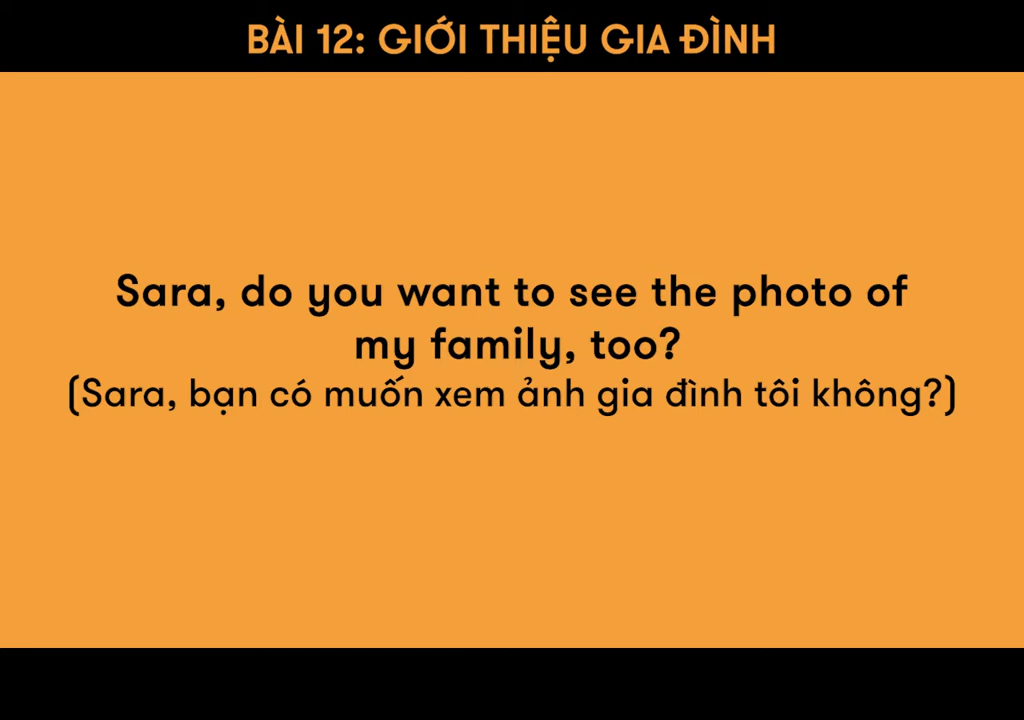 BÀI 12: GIỚI THIỆU GIA ĐÌNH
Sara, do you want to see the photo of
my family, too?
(Sara, bạn có muốn xem ảnh gia đình tôi không?)